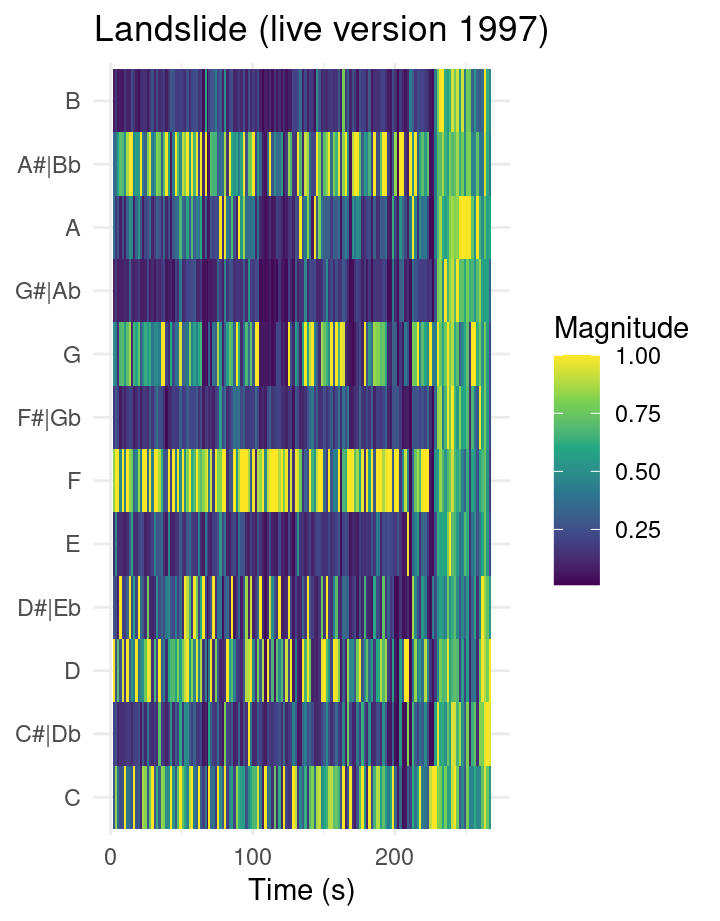 Landslide (live version 1997)
B
A#|Bb
A
G#|Ab
G
F#|Gb
F
E
D#|Eb
D
C#|Db
C
0
100
200
Time (s)
Magnitude
1.00
0.75
0.50
0.25